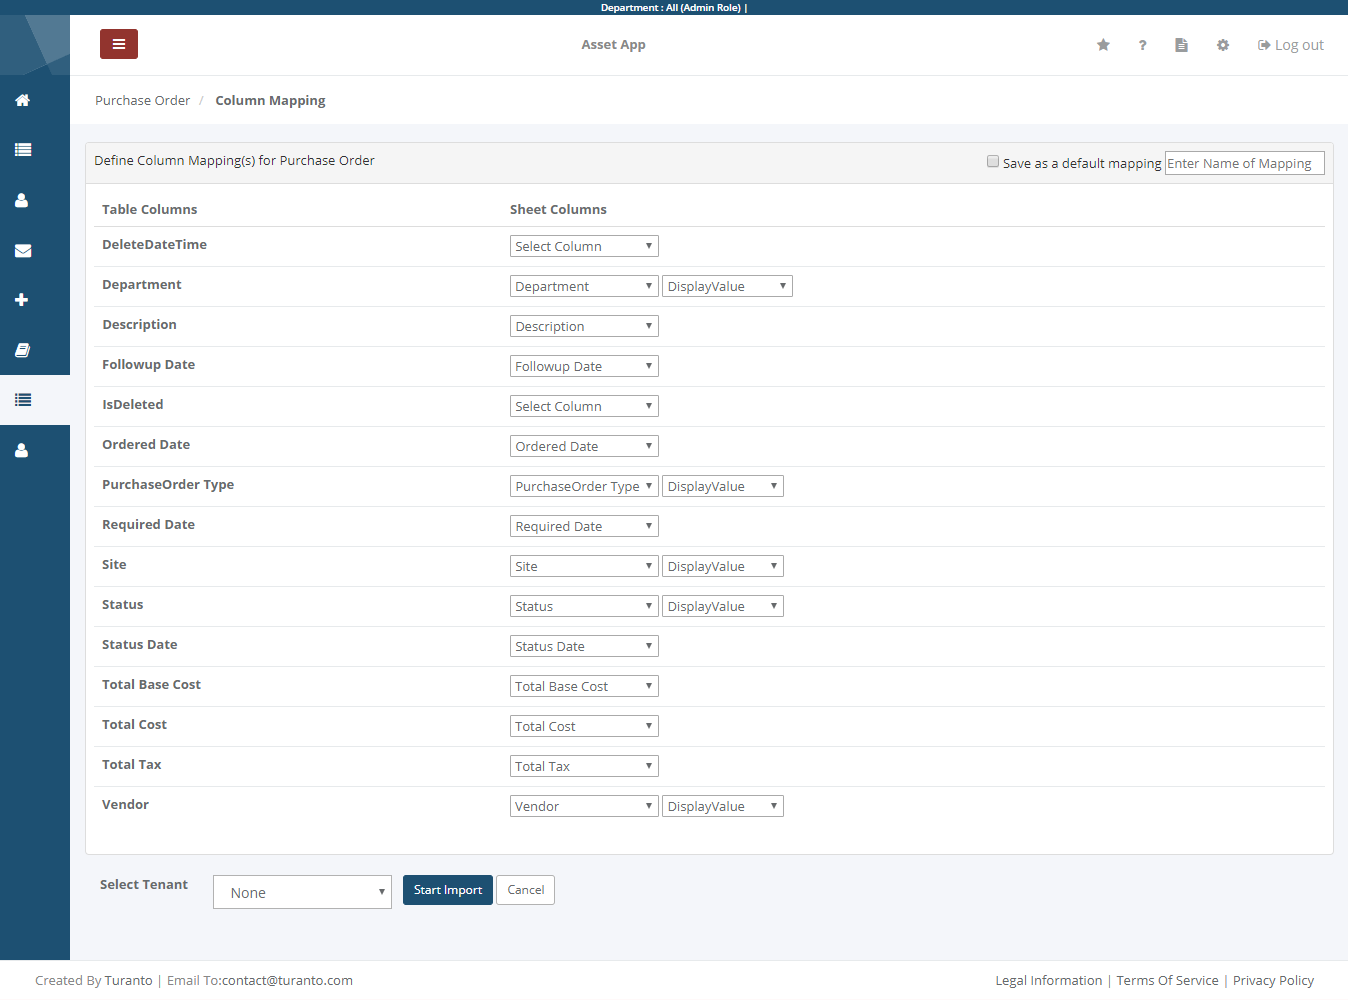 Department : All (Admin Role) |
Asset App
? Log out
Purchase Order / Column Mapping
Define Column Mapping(s) for Purchase Order
Save as a default mapping Enter Name of Mapping
Table Columns Sheet Columns
DeleteDateTime Select Column
Department Department DisplayValue
Description Description
Followup Date Followup Date
IsDeleted Select Column
Ordered Date Ordered Date
PurchaseOrder Type PurchaseOrder Type DisplayValue
Required Date Required Date
Site Site DisplayValue
Status Status DisplayValue
Status Date Status Date
Total Base Cost Total Base Cost
Total Cost Total Cost
Total Tax Total Tax
Vendor Vendor DisplayValue
Select Tenant None Start Import Cancel
Created By Turanto | Email To:contact@turanto.com
Legal Information | Terms Of Service | Privacy Policy